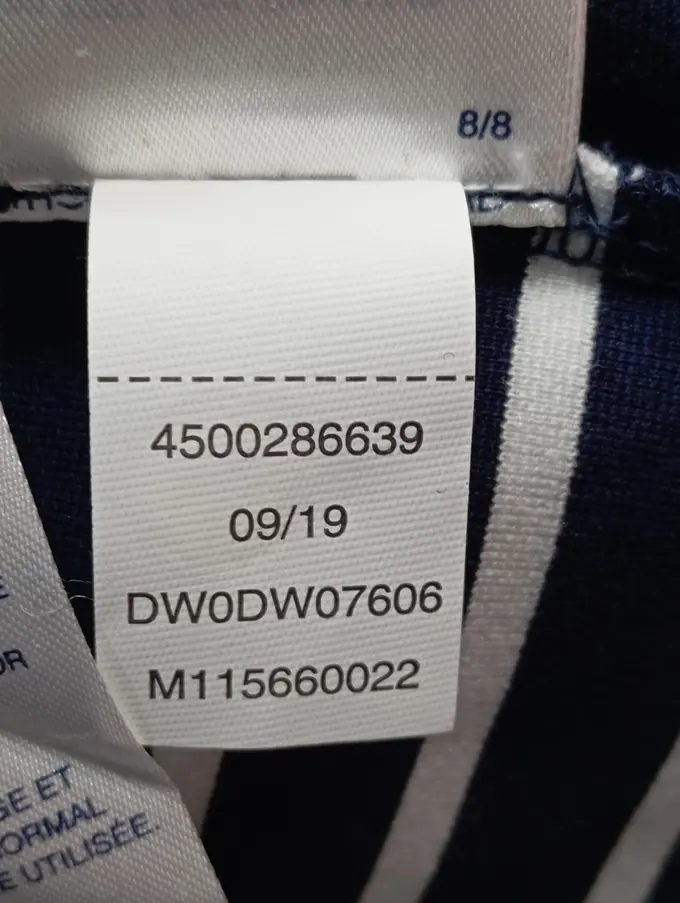 8/8
4500286639
09/19
DW0DW07606
M115660022
OR
GE ET
ORMAL
E UTILISÉE.